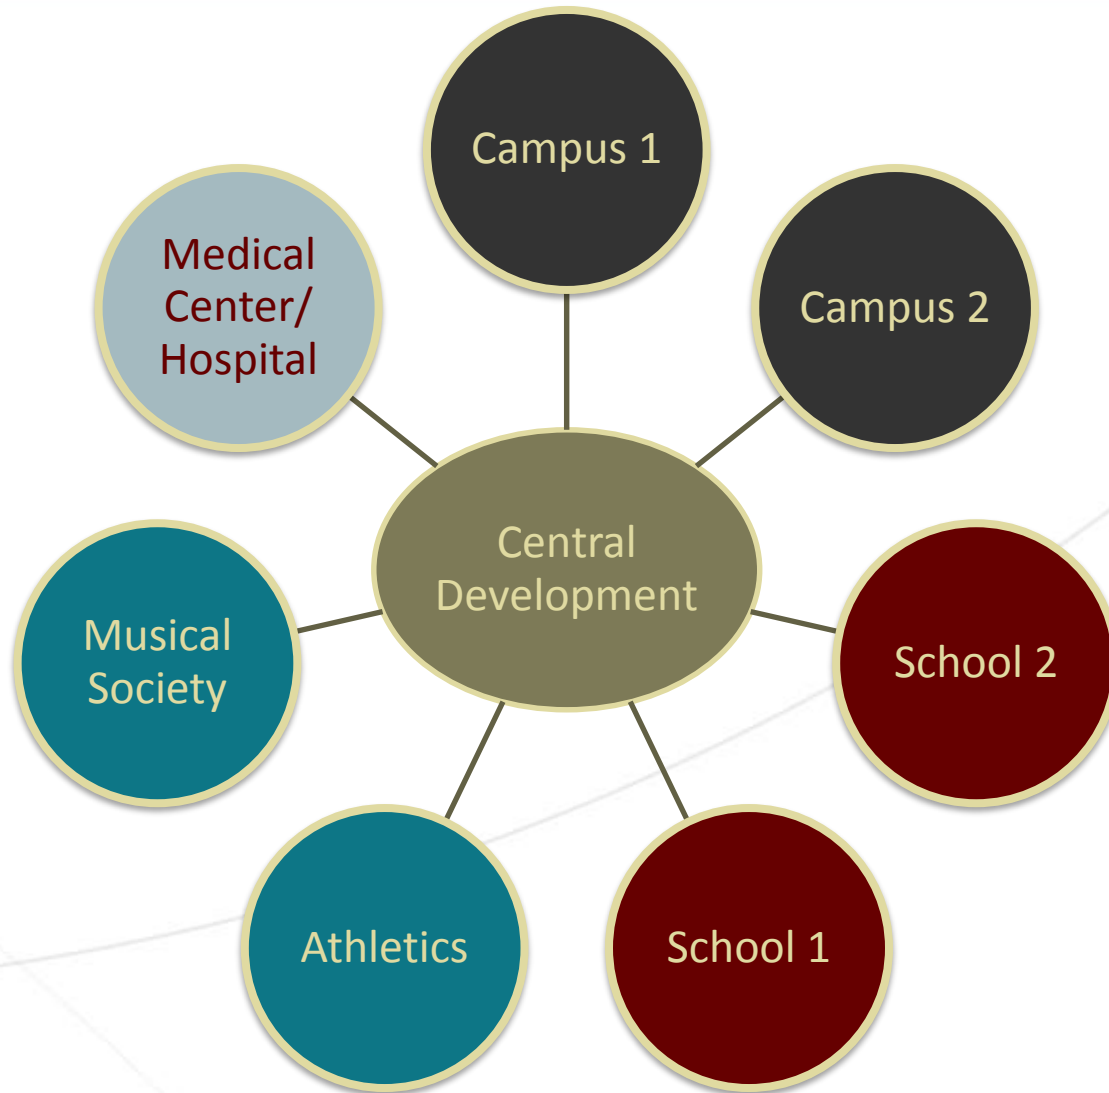 Campus 1
Medical
Center/
Hospital
Campus 2
Central
Development
Musical
Society
School 2
Athletics
School 1